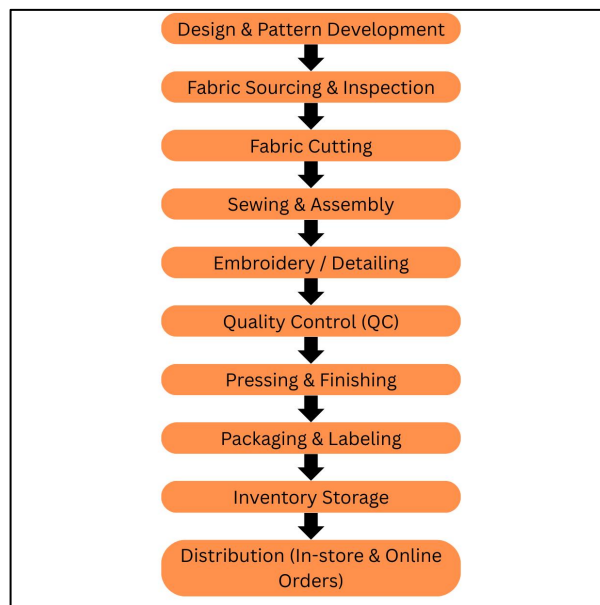 Design & Pattern Development
Fabric Sourcing & Inspection
Fabric Cutting
Sewing & Assembly
Embroidery / Detailing
Quality Control (QC)
Pressing & Finishing
Packaging & Labeling
Inventory Storage
Distribution (In-store & Online
Orders)